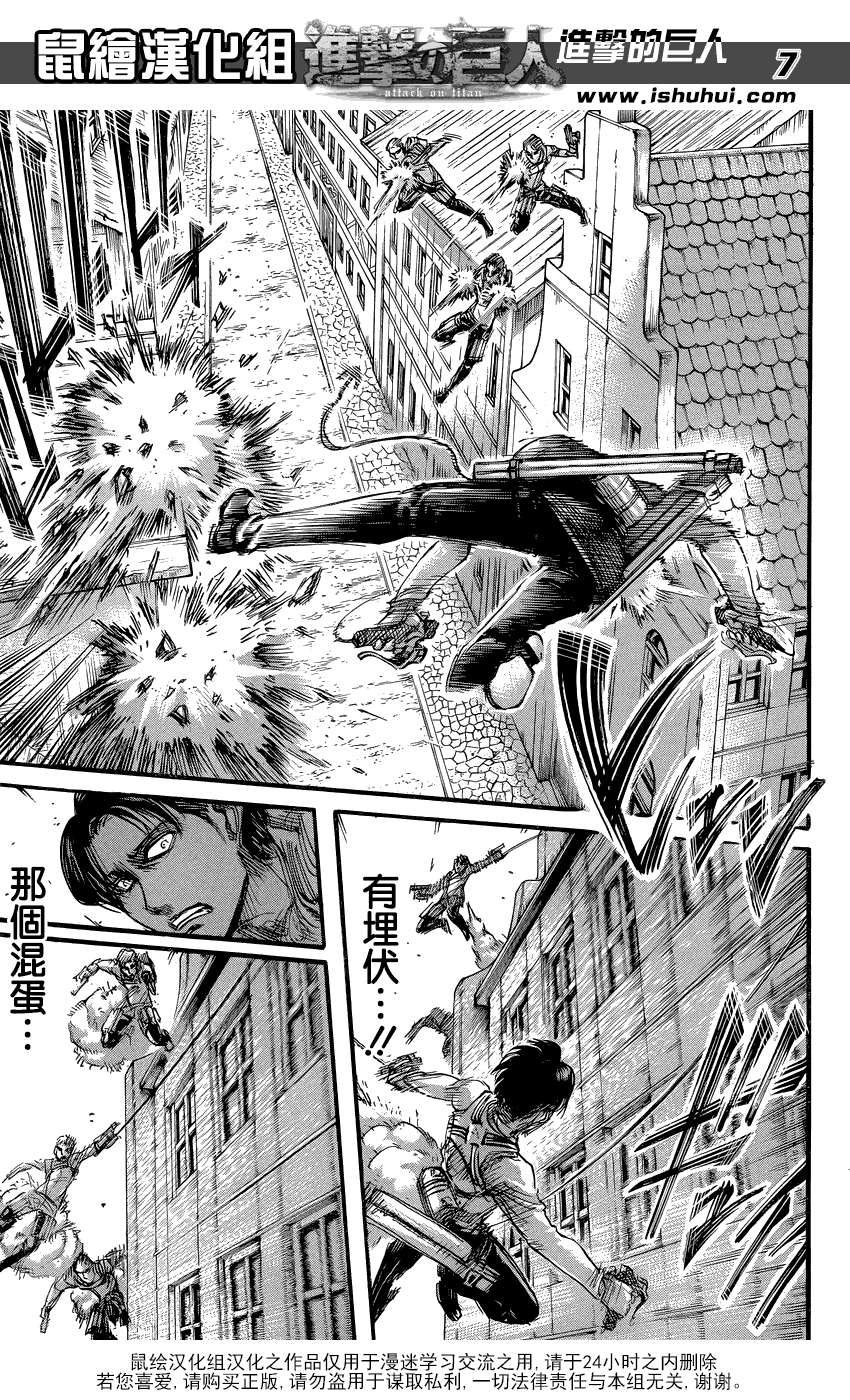 鼠繪漢化組
進撃の巨人
attack on titan
進擊的巨人
7
www.ishuhui.com
有埋伏…!!
那個混蛋…
鼠绘汉化组汉化之作品仅用于漫迷学习交流之用, 请于24小时之内删除
若您喜爱, 请购买正版, 请勿盗用于谋取私利, 一切法律责任与本组无关, 谢谢。